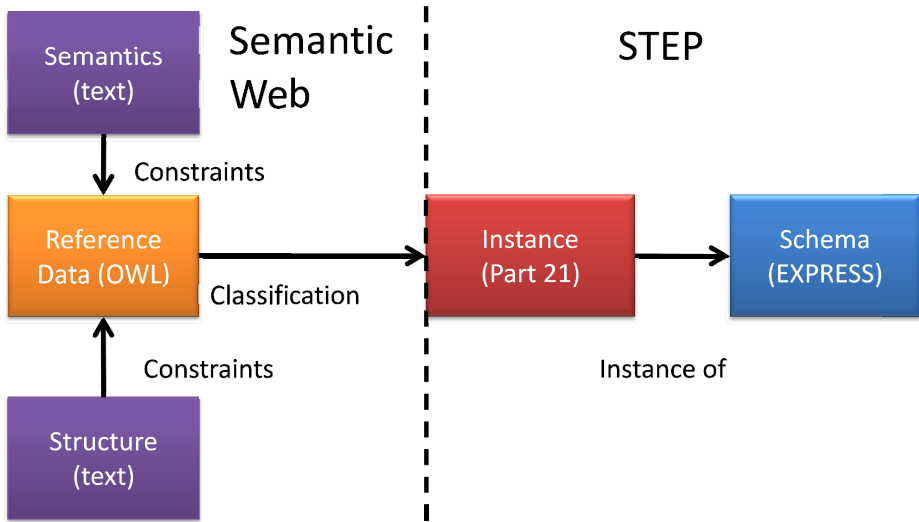 Semantics
(text)
Semantic
Web
STEP
Constraints
Reference
Data (OWL)
Classification
Instance
(Part 21)
Schema
(EXPRESS)
Constraints
Instance of
Structure
(text)